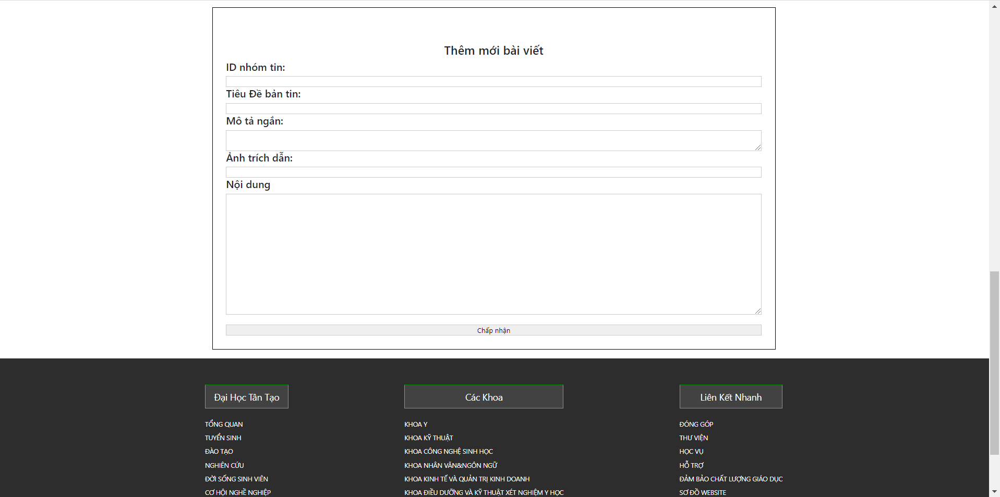 Thêm mới bài viết
ID nhóm tin:
Tiêu Đề bản tin:
Mô tả ngắn:
Ảnh trích dẫn:
Nội dung
Chấp nhận
Đại Học Tân Tạo
TỔNG QUAN
TUYỂN SINH
ĐÀO TẠO
NGHIÊN CỨU
ĐỜI SỐNG SINH VIÊN
CƠ HỘI NGHỀ NGHIỆP
Các Khoa
KHOA Y
KHOA KỸ THUẬT
KHOA CÔNG NGHỆ SINH HỌC
KHOA NHÂN VĂN&NGÔN NGỮ
KHOA KINH TẾ VÀ QUẢN TRỊ KINH DOANH
KHOA ĐIỀU DƯỠNG VÀ KỸ THUẬT XÉT NGHIỆM Y HỌC
Liên Kết Nhanh
ĐÓNG GÓP
THƯ VIỆN
HỌC VỤ
HỖ TRỢ
ĐẢM BẢO CHẤT LƯỢNG GIÁO DỤC
SƠ ĐỒ WEBSITE